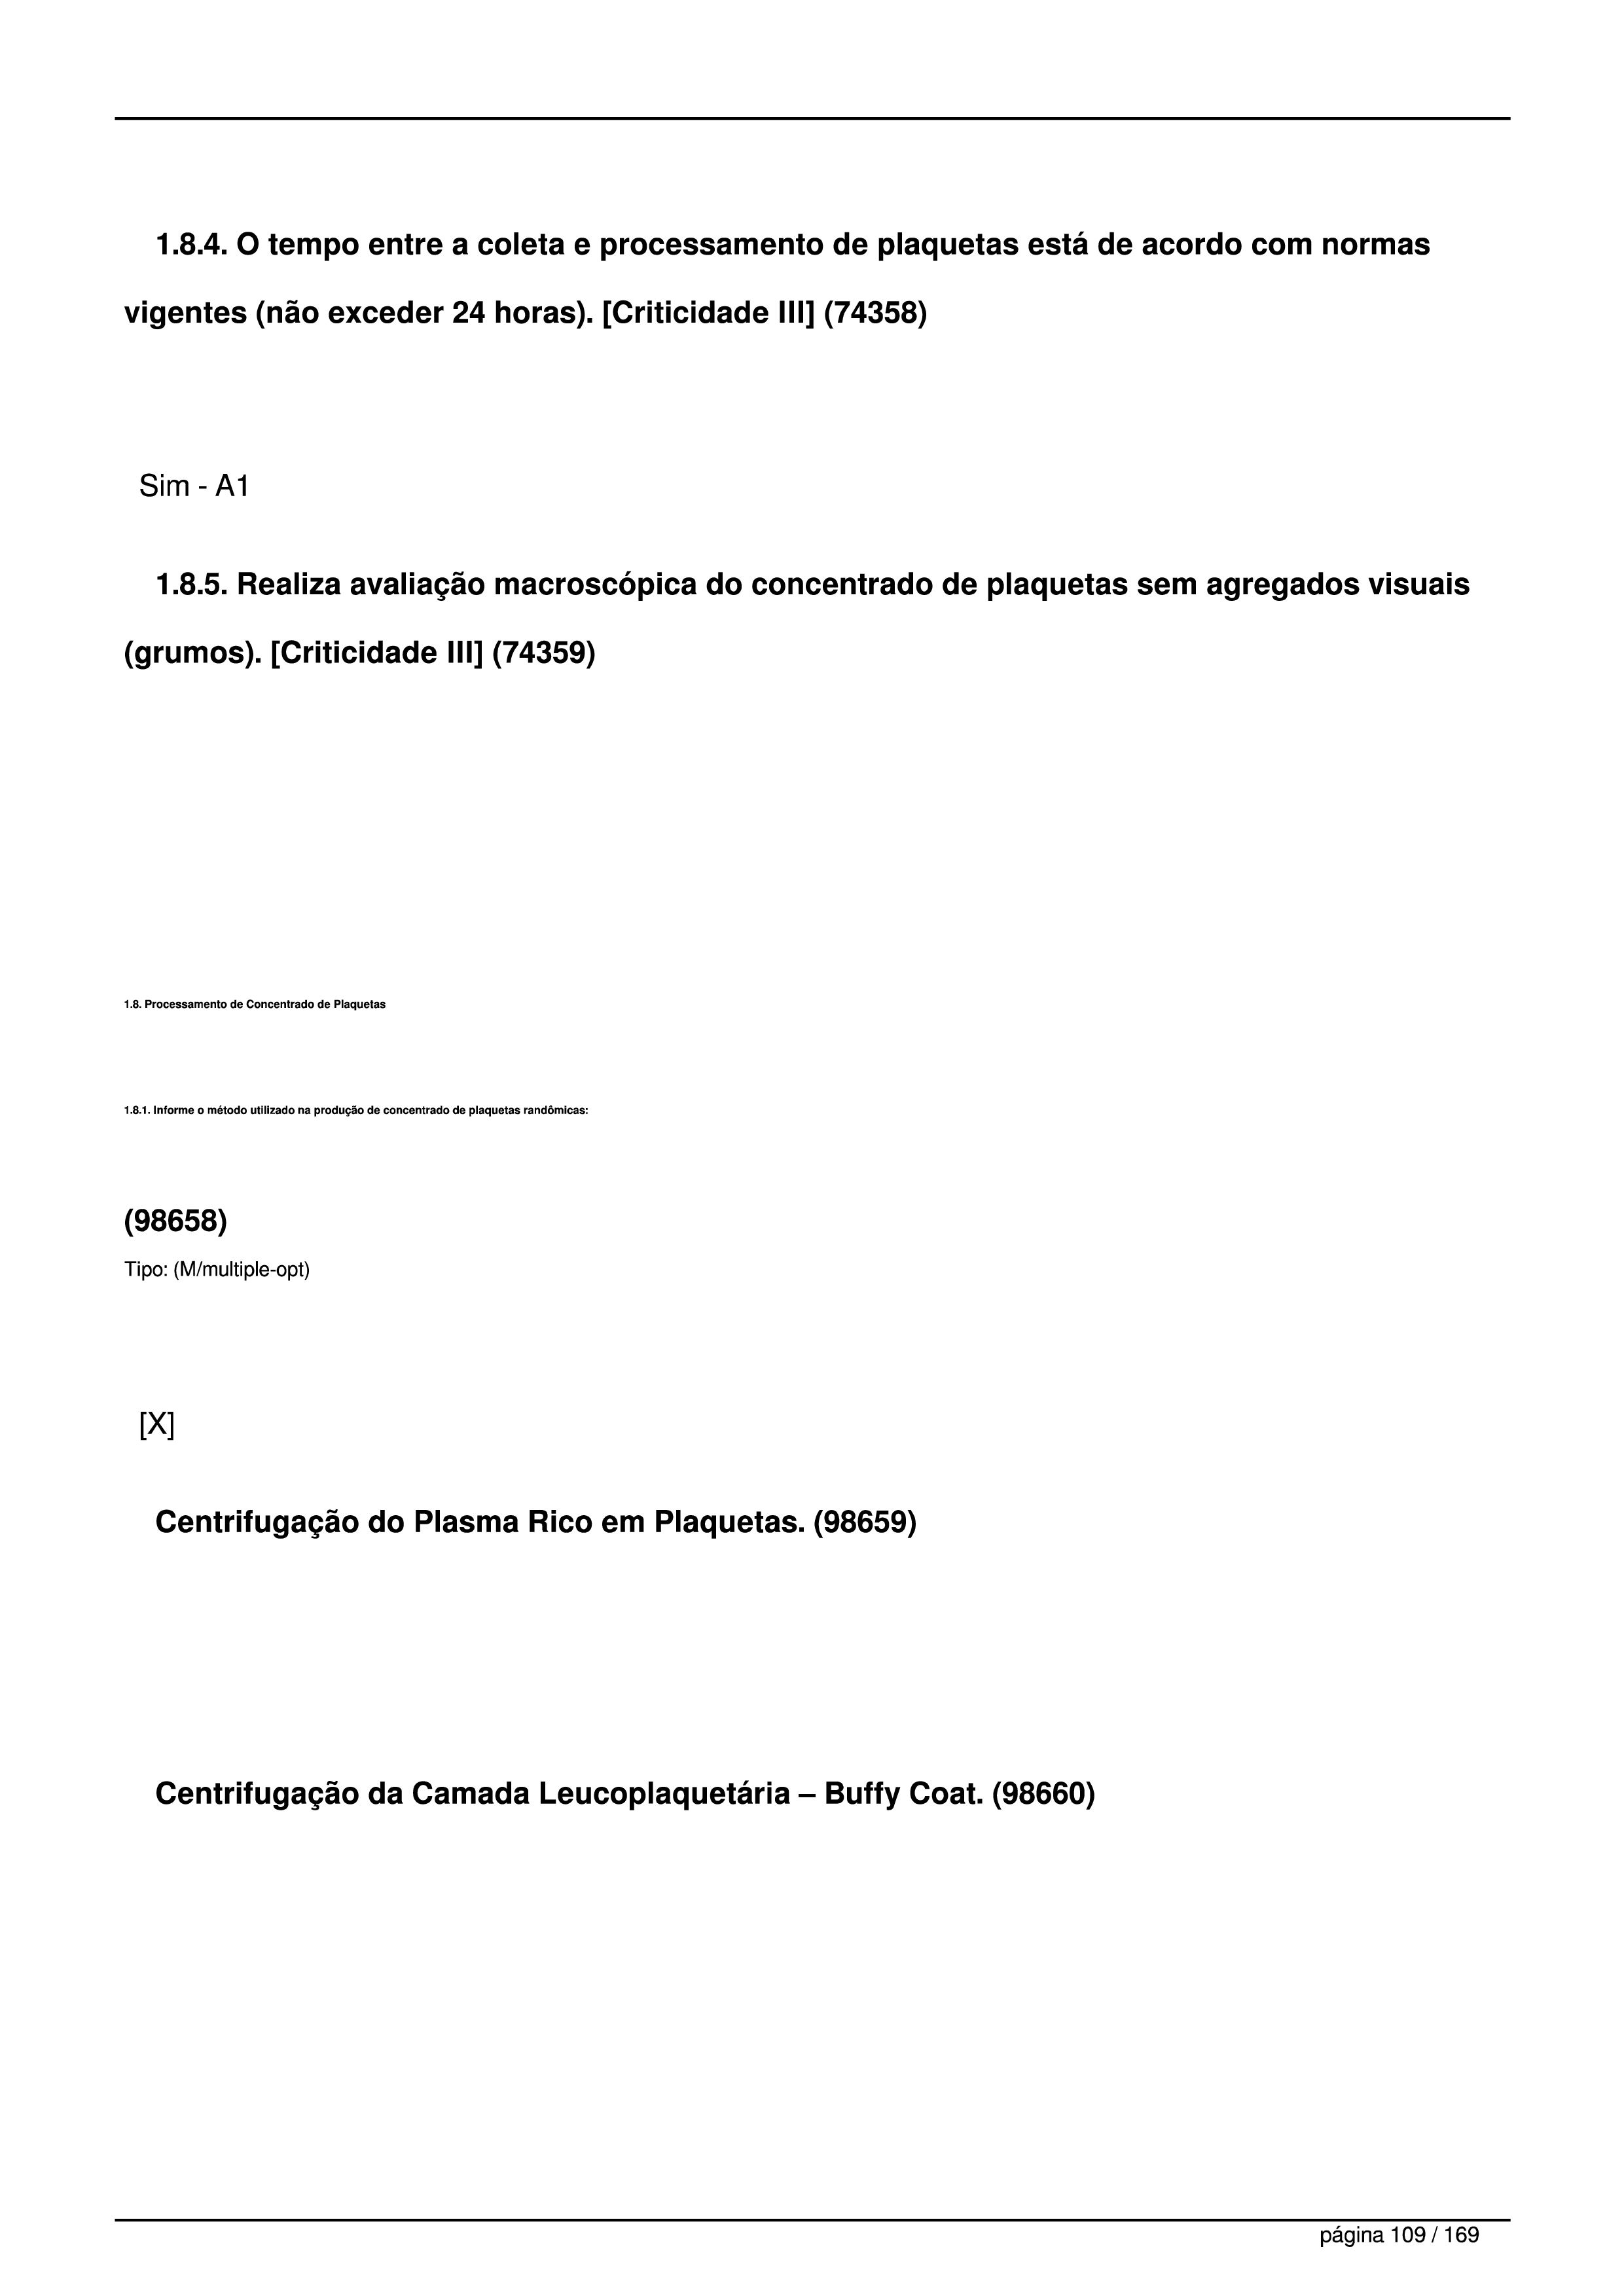 1.8.4. O tempo entre a coleta e processamento de plaquetas está de acordo com normas
vigentes (não exceder 24 horas). [Criticidade III] (74358)
Sim - A1
1.8.5. Realiza avaliação macroscópica do concentrado de plaquetas sem agregados visuais
(grumos). [Criticidade III] (74359)
1.8. Processamento de Concentrado de Plaquetas
1.8.1. Informe o método utilizado na produção de concentrado de plaquetas randômicas:
(98658)
Tipo: (M/multiple-opt)
[X]
Centrifugação do Plasma Rico em Plaquetas. (98659)
Centrifugação da Camada Leucoplaquetária – Buffy Coat. (98660)
página 109 / 169